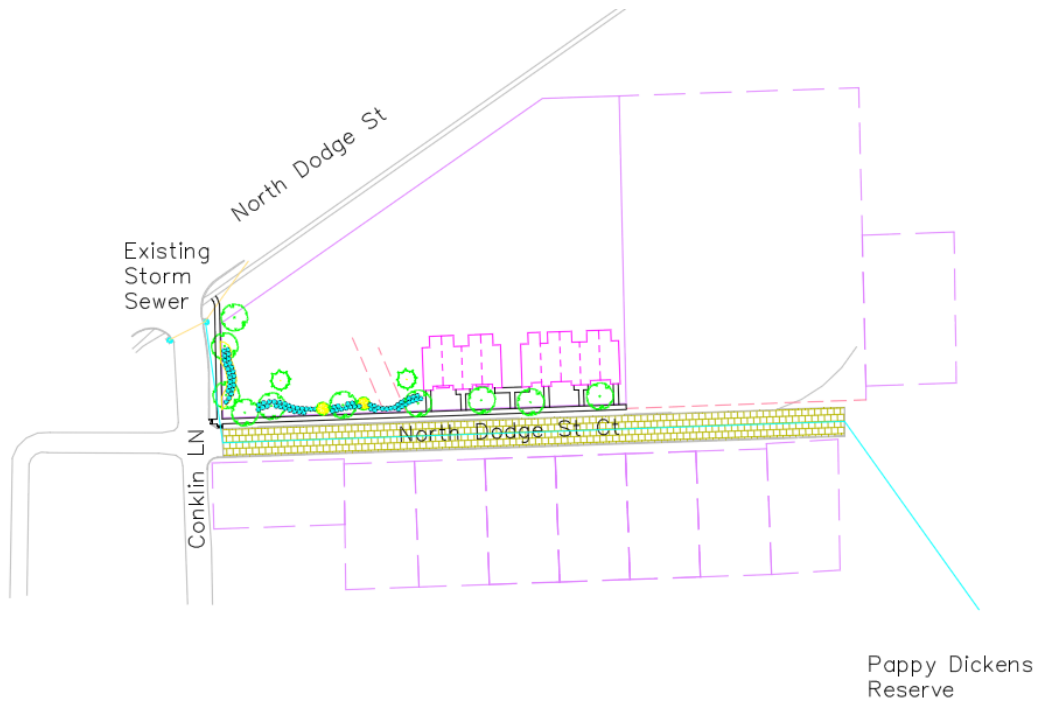 North Dodge St
Existing
Storm
Sewer
North Dodge St Ct
Conklin LN
Pappy Dickens
Reserve